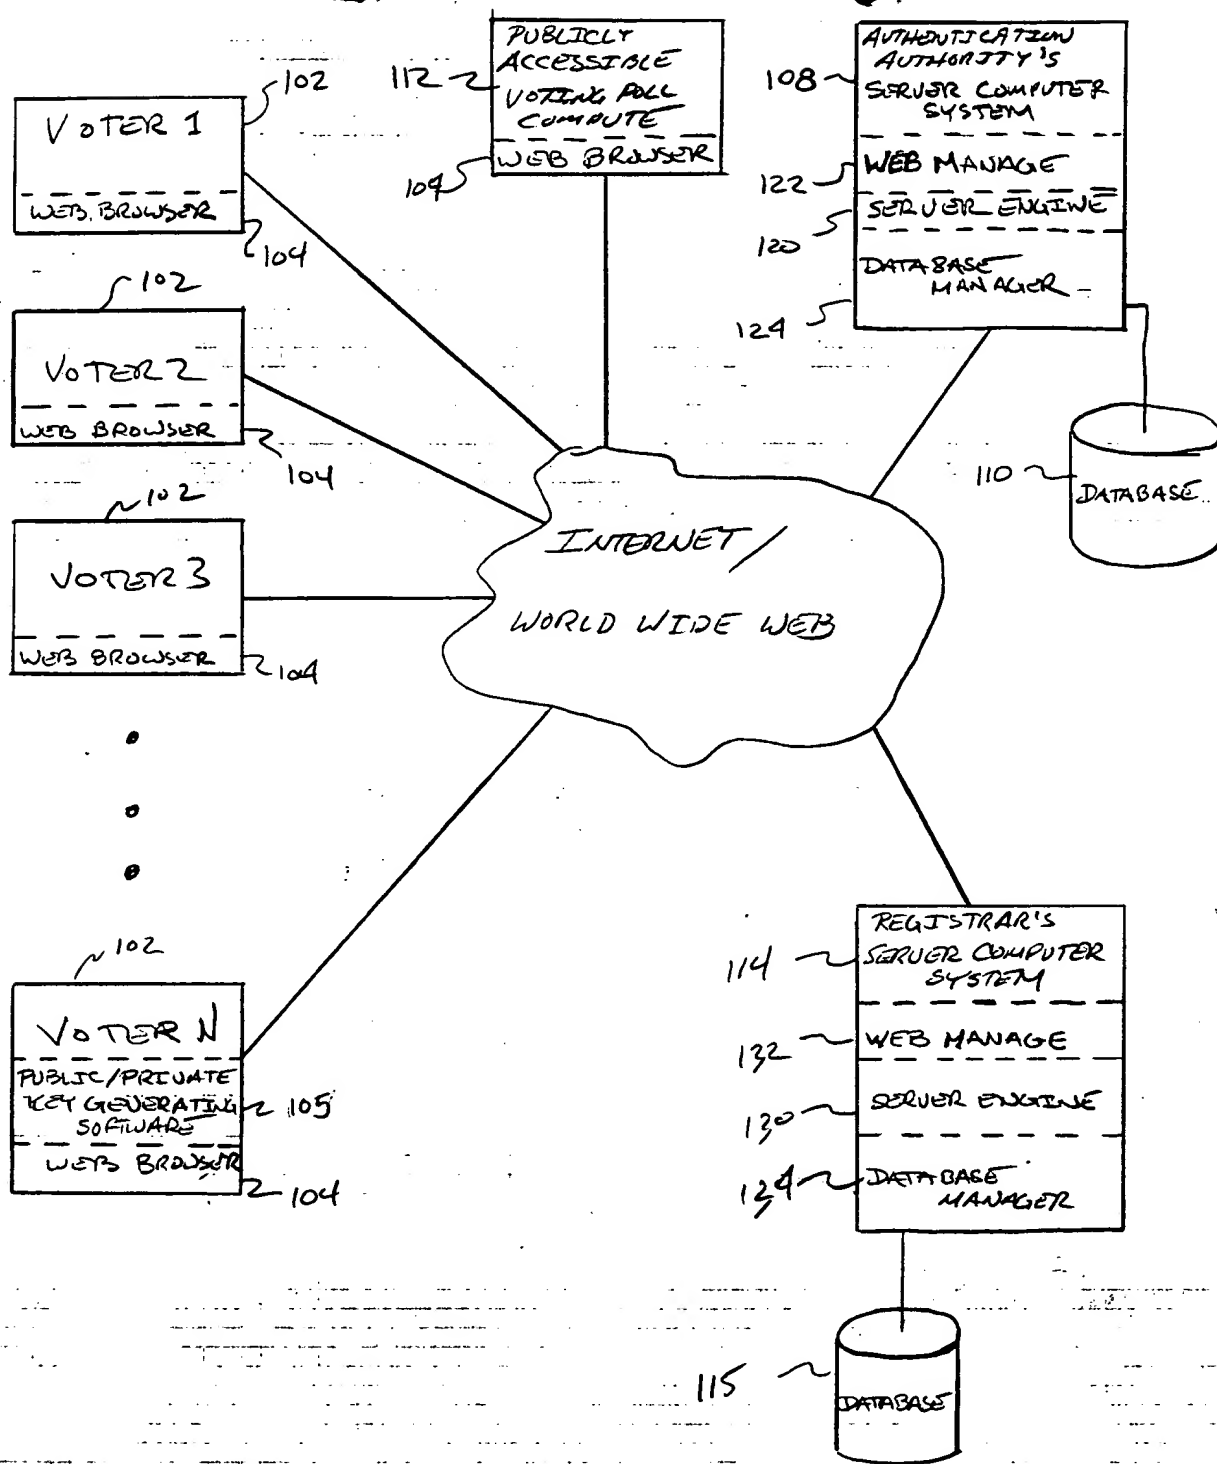 PUBLICLY
ACCESSIBLE
VOTING POLL
COMPUTE
WEB BROWSER
112
104
AUTHENTICATION
AUTHORITY'S
SERVER COMPUTER
SYSTEM
WEB MANAGE
SERVER ENGINE
DATABASE
MANAGER
108
122
120
124
110
DATABASE
102
VOTER 1
WEB BROWSER
104
102
VOTER 2
WEB BROWSER
104
102
VOTER 3
WEB BROWSER
104
INTERNET/
WORLD WIDE WEB
102
VOTER N
PUBLIC/PRIVATE
KEY GENERATING
SOFTWARE
105
WEB BROWSER
104
REGISTRAR'S
SERVER COMPUTER
SYSTEM
114
WEB MANAGE
132
SERVER ENGINE
130
DATABASE
MANAGER
124
115
DATABASE